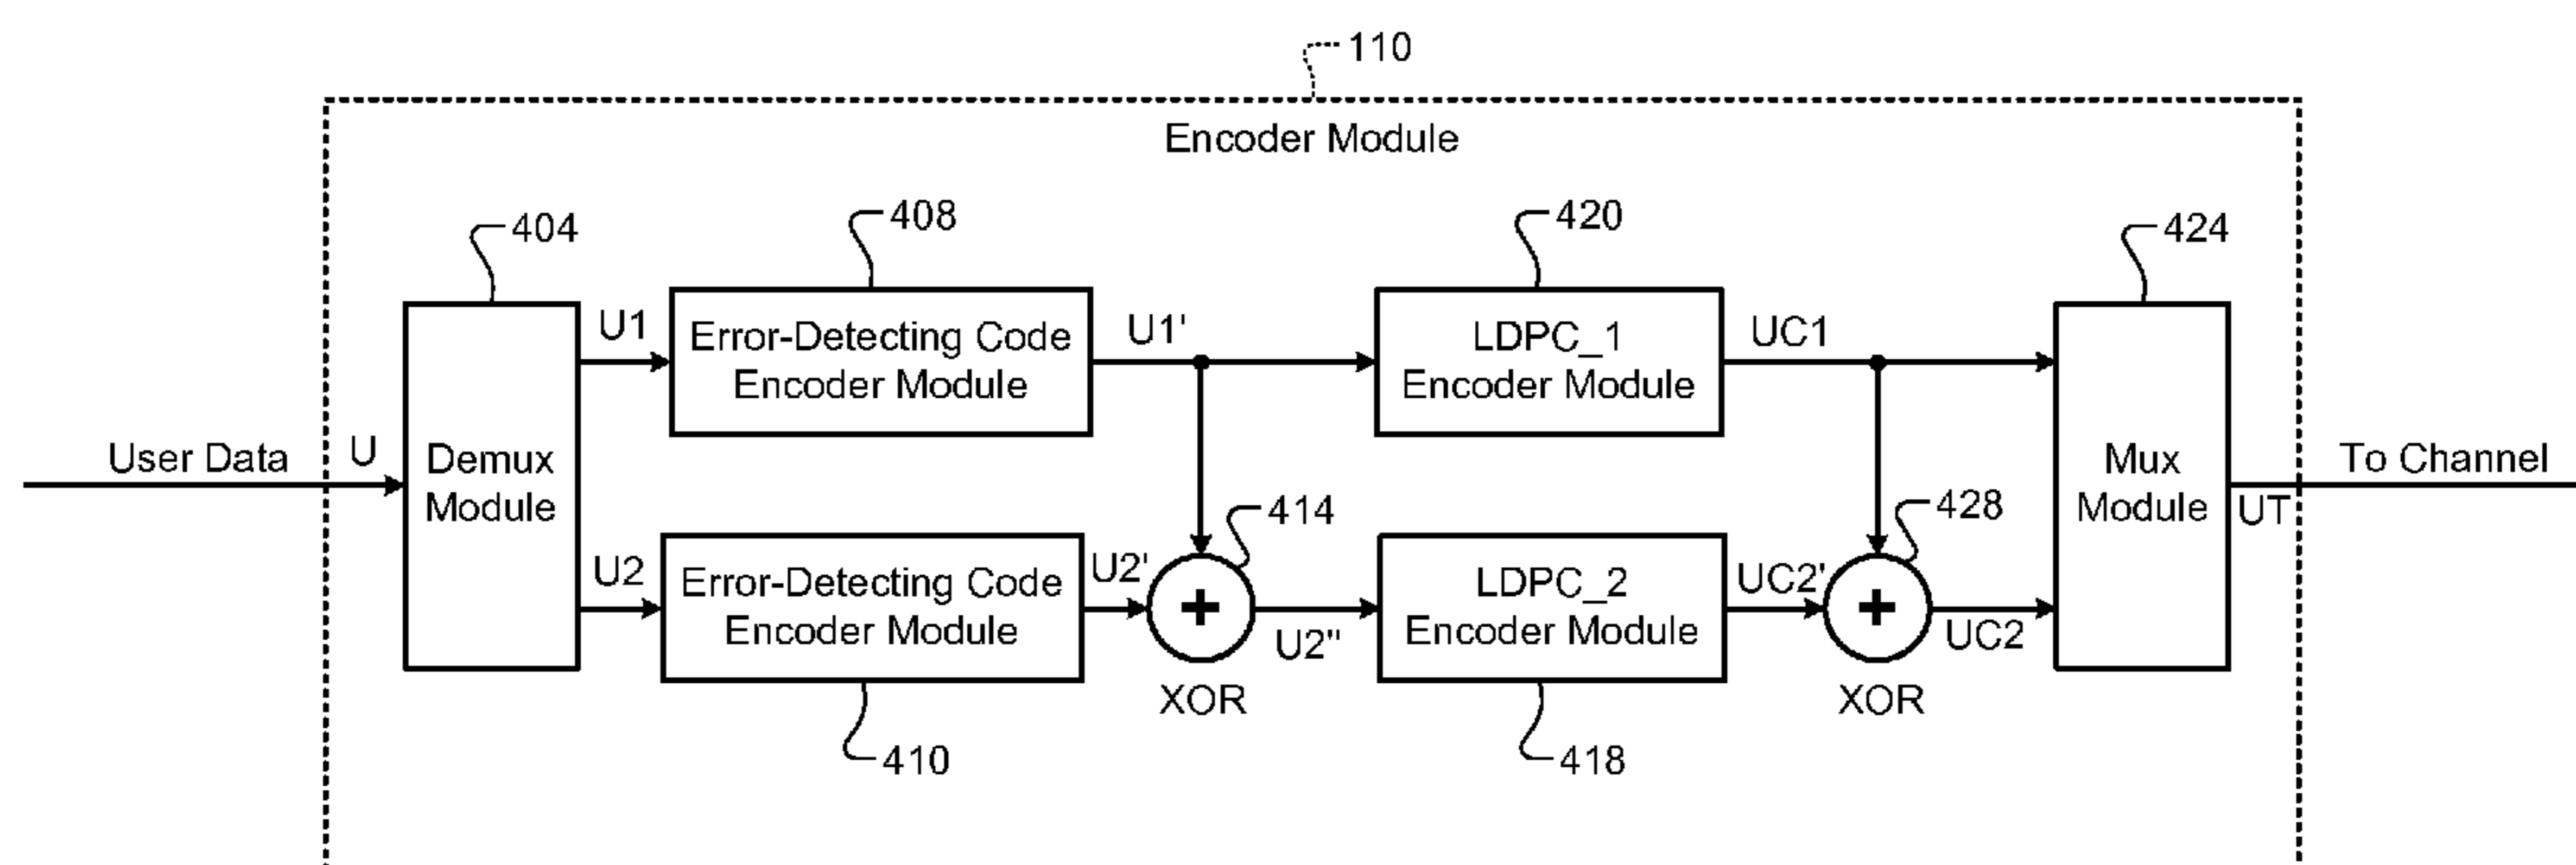 110
Encoder Module
404
408
420
424
U1
Error-Detecting Code
Encoder Module
U1'
LDPC_1
Encoder Module
UC1
User Data
U
Demux
Module
Mux
Module
To Channel
UT
414
428
U2
Error-Detecting Code
Encoder Module
U2'
+
U2"
LDPC_2
Encoder Module
UC2'
+
UC2
XOR
XOR
410
418